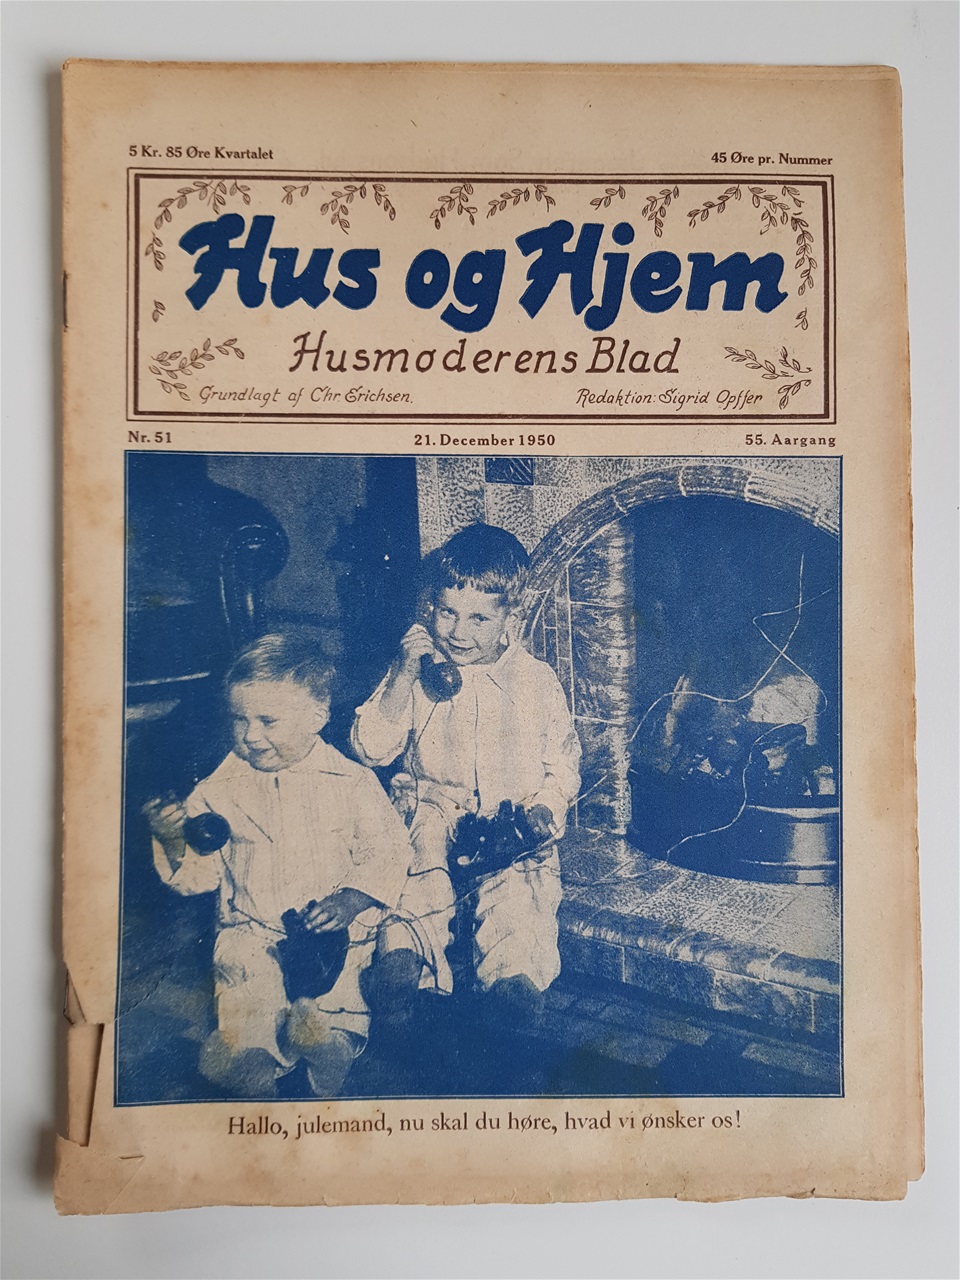 5 Kr. 85 Øre Kvartalet
45 Øre pr. Nummer
Hus og Hjem
Husmøderens Blad
Grundlagt af Chr. Erichsen.
Redaktion: Sigrid Opffer
Nr. 51
21. December 1950
55. Aargang
Hallo, julemand, nu skal du høre, hvad vi ønsker os!